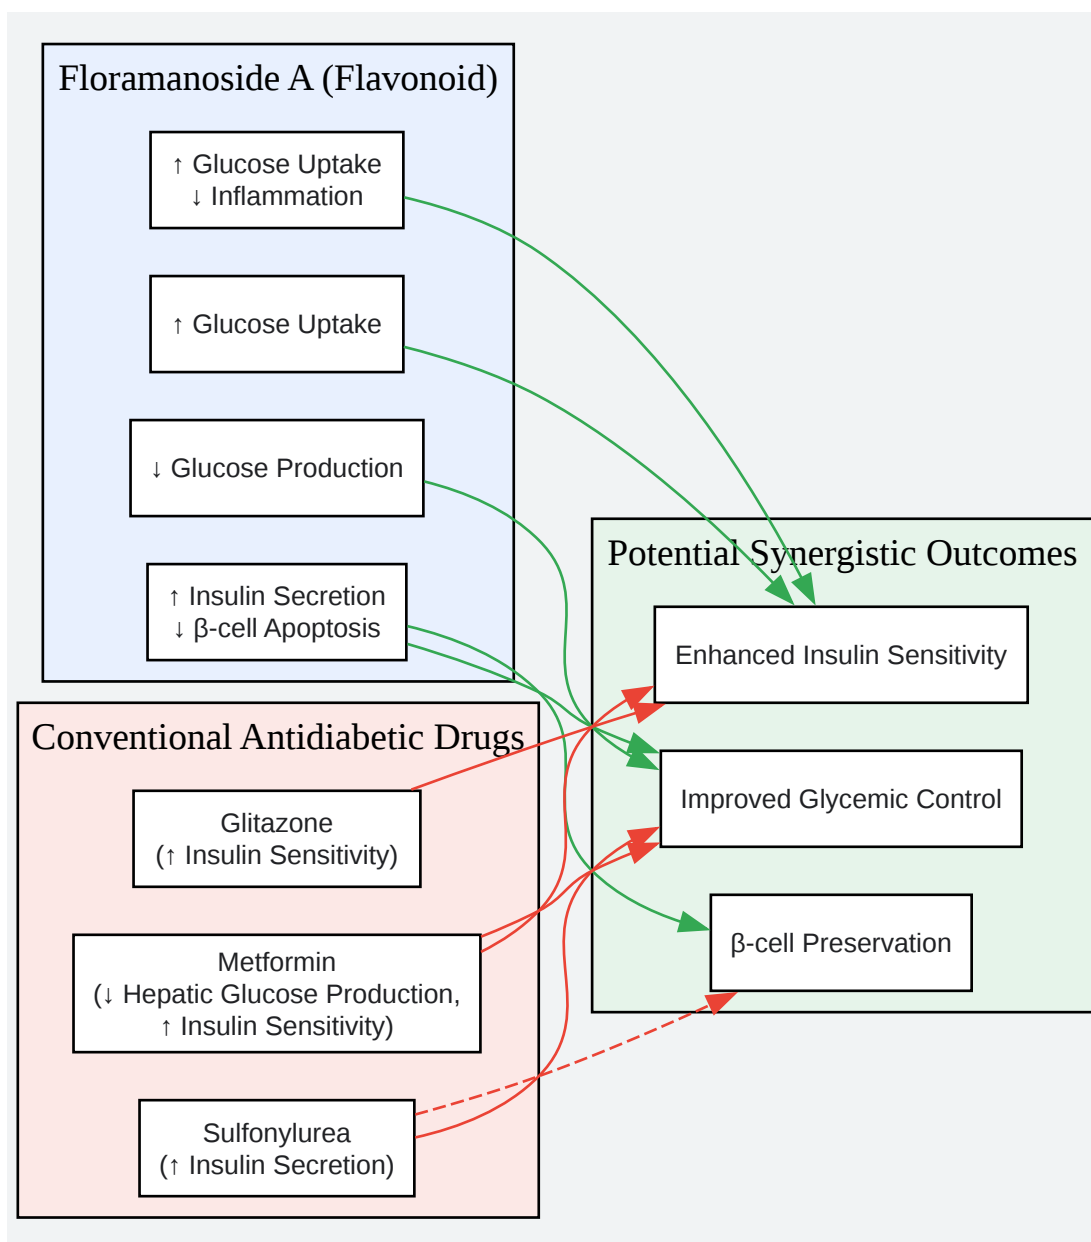 Floramanoside A (Flavonoid)
↑ Glucose Uptake
↓ Inflammation
↑ Glucose Uptake
↓ Glucose Production
↑ Insulin Secretion
↓ β-cell Apoptosis
Conventional Antidiabetic Drugs
Glitazone
(↑ Insulin Sensitivity)
Metformin
(↓ Hepatic Glucose Production,
↑ Insulin Sensitivity)
Sulfonylurea
(↑ Insulin Secretion)
Potential Synergistic Outcomes
Enhanced Insulin Sensitivity
Improved Glycemic Control
β-cell Preservation